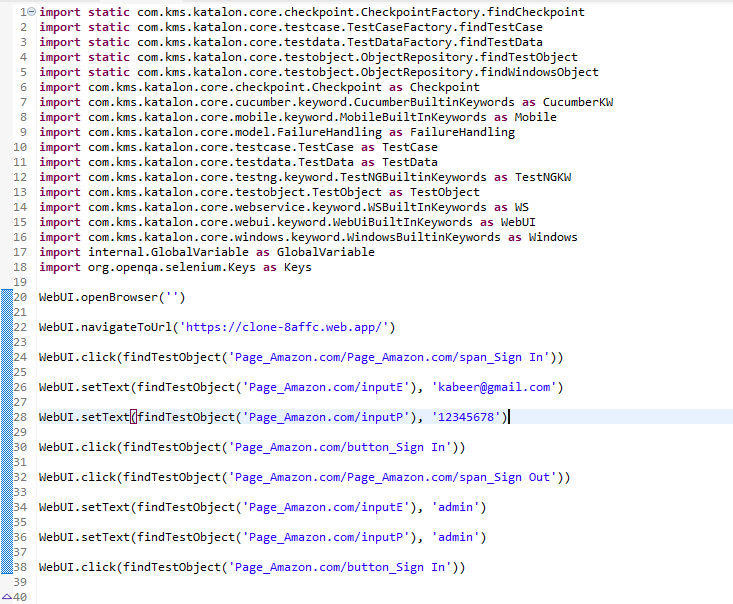 1 import static com.kms.katalon.core.checkpoint.CheckpointFactory.findCheckpoint
2 import static com.kms.katalon.core.testcase.TestCaseFactory.findTestCase
3 import static com.kms.katalon.core.testdata.TestDataFactory.findTestData
4 import static com.kms.katalon.core.testobject.ObjectRepository.findTestObject
5 import static com.kms.katalon.core.testobject.ObjectRepository.findWindowsObject
6 import com.kms.katalon.core.checkpoint.Checkpoint as Checkpoint
7 import com.kms.katalon.core.cucumber.keyword.CucumberBuiltinKeywords as CucumberKW
8 import com.kms.katalon.core.mobile.keyword.MobileBuiltInKeywords as Mobile
9 import com.kms.katalon.core.model.FailureHandling as FailureHandling
10 import com.kms.katalon.core.testcase.TestCase as TestCase
11 import com.kms.katalon.core.testdata.TestData as TestData
12 import com.kms.katalon.core.testng.keyword.TestNGBuiltinKeywords as TestNGKW
13 import com.kms.katalon.core.testobject.TestObject as TestObject
14 import com.kms.katalon.core.webservice.keyword.WSBuiltInKeywords as WS
15 import com.kms.katalon.core.webui.keyword.WebUiBuiltInKeywords as WebUI
16 import com.kms.katalon.core.windows.keyword.WindowsBuiltinKeywords as Windows
17 import internal.GlobalVariable as GlobalVariable
18 import org.openqa.selenium.Keys as Keys
19
20 WebUI.openBrowser('')
21
22 WebUI.navigateToUrl('https://clone-8affc.web.app/')
23
24 WebUI.click(findTestObject('Page_Amazon.com/Page_Amazon.com/span_Sign In'))
25
26 WebUI.setText(findTestObject('Page_Amazon.com/inputE'), 'kabeer@gmail.com')
27
28 WebUI.setText(findTestObject('Page_Amazon.com/inputP'), '12345678')
29
30 WebUI.click(findTestObject('Page_Amazon.com/button_Sign In'))
31
32 WebUI.click(findTestObject('Page_Amazon.com/Page_Amazon.com/span_Sign Out'))
33
34 WebUI.setText(findTestObject('Page_Amazon.com/inputE'), 'admin')
35
36 WebUI.setText(findTestObject('Page_Amazon.com/inputP'), 'admin')
37
38 WebUI.click(findTestObject('Page_Amazon.com/button_Sign In'))
39
40